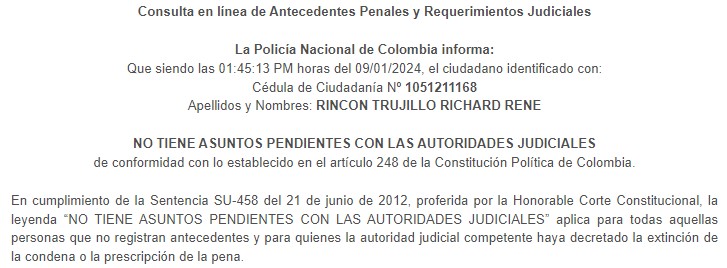 Consulta en línea de Antecedentes Penales y Requerimientos Judiciales
La Policía Nacional de Colombia informa:
Que siendo las 01:45:13 PM horas del 09/01/2024, el ciudadano identificado con:
Cédula de Ciudadanía Nº 1051211168
Apellidos y Nombres: RINCON TRUJILLO RICHARD RENE
NO TIENE ASUNTOS PENDIENTES CON LAS AUTORIDADES JUDICIALES
de conformidad con lo establecido en el artículo 248 de la Constitución Política de Colombia.
En cumplimiento de la Sentencia SU-458 del 21 de junio de 2012, proferida por la Honorable Corte Constitucional, la
leyenda “NO TIENE ASUNTOS PENDIENTES CON LAS AUTORIDADES JUDICIALES” aplica para todas aquellas
personas que no registran antecedentes y para quienes la autoridad judicial competente haya decretado la extinción de
la condena o la prescripción de la pena.